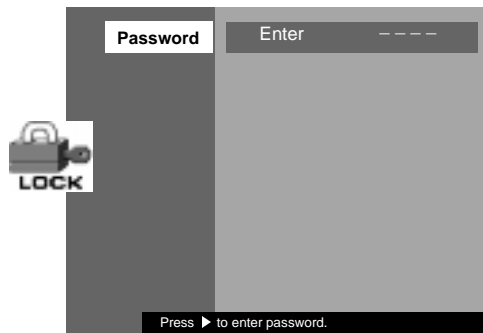 Password
Enter – – – –
LOCK
Press ▶ to enter password.